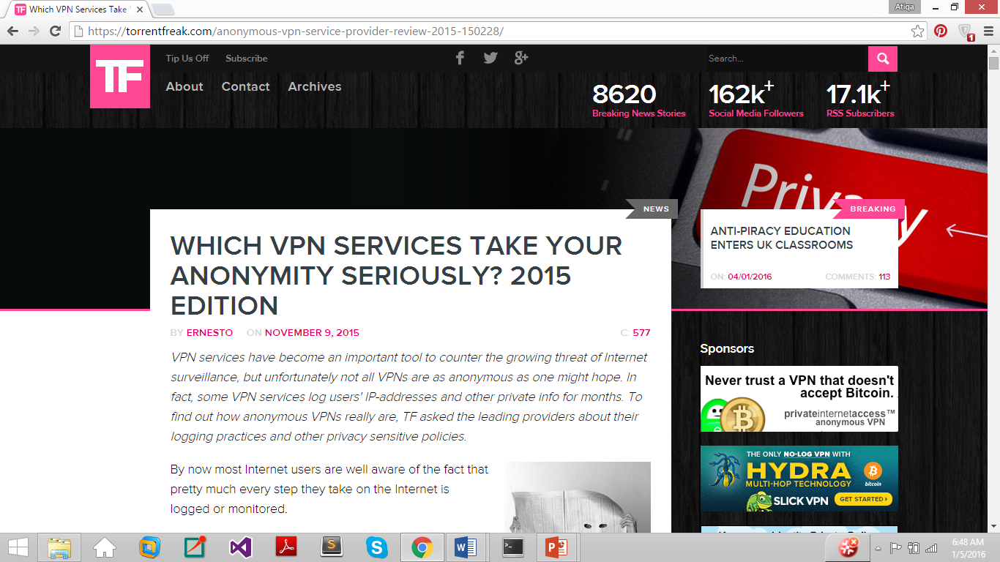 Which VPN Services Take
Atiqa
https://torrentfreak.com/anonymous-vpn-service-provider-review-2015-150228/
1
TF
Tip Us Off Subscribe
Search...
About Contact Archives
8620
Breaking News Stories
162k+
Social Media Followers
17.1k+
RSS Subscribers
NEWS
WHICH VPN SERVICES TAKE YOUR
ANONYMITY SERIOUSLY? 2015
EDITION
BY ERNESTO ON NOVEMBER 9, 2015 C: 577
VPN services have become an important tool to counter the growing threat of Internet
surveillance, but unfortunately not all VPNs are as anonymous as one might hope. In
fact, some VPN services log users' IP-addresses and other private info for months. To
find out how anonymous VPNs really are, TF asked the leading providers about their
logging practices and other privacy sensitive policies.
By now most Internet users are well aware of the fact that
pretty much every step they take on the Internet is
logged or monitored.
BREAKING
ANTI-PIRACY EDUCATION
ENTERS UK CLASSROOMS
ON: 04/01/2016 COMMENTS: 113
Sponsors
Never trust a VPN that doesn't
accept Bitcoin.
privateinternetaccess™
anonymous VPN
THE ONLY NO-LOG VPN WITH
HYDRA
MULTI-HOP TECHNOLOGY
bitcoin
SLICK VPN
GET STARTED
6:48 AM
1/5/2016